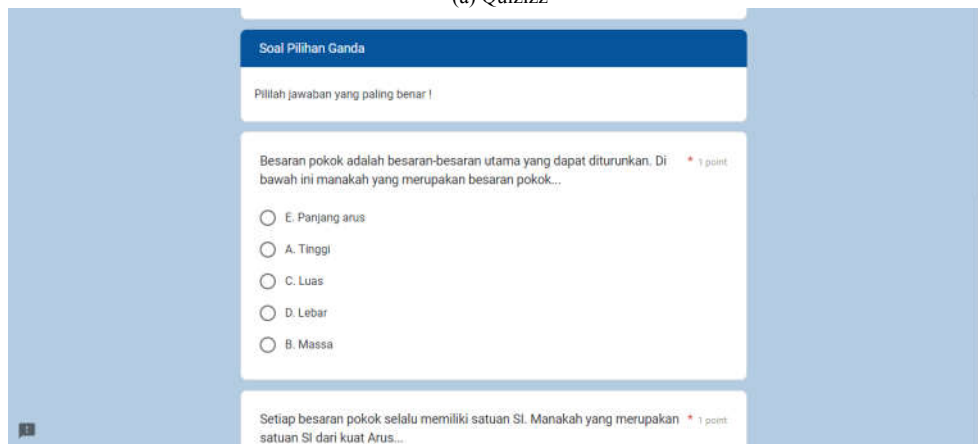 (a) Quizizz
Soal Pilihan Ganda
Pililah jawaban yang paling benar !
Besaran pokok adalah besaran-besaran utama yang dapat diturunkan. Di * 1 point
bawah ini manakah yang merupakan besaran pokok...
E. Panjang arus
A. Tinggi
C. Luas
D. Lebar
B. Massa
Setiap besaran pokok selalu memiliki satuan SI. Manakah yang merupakan * 1 point
satuan SI dari kuat Arus...